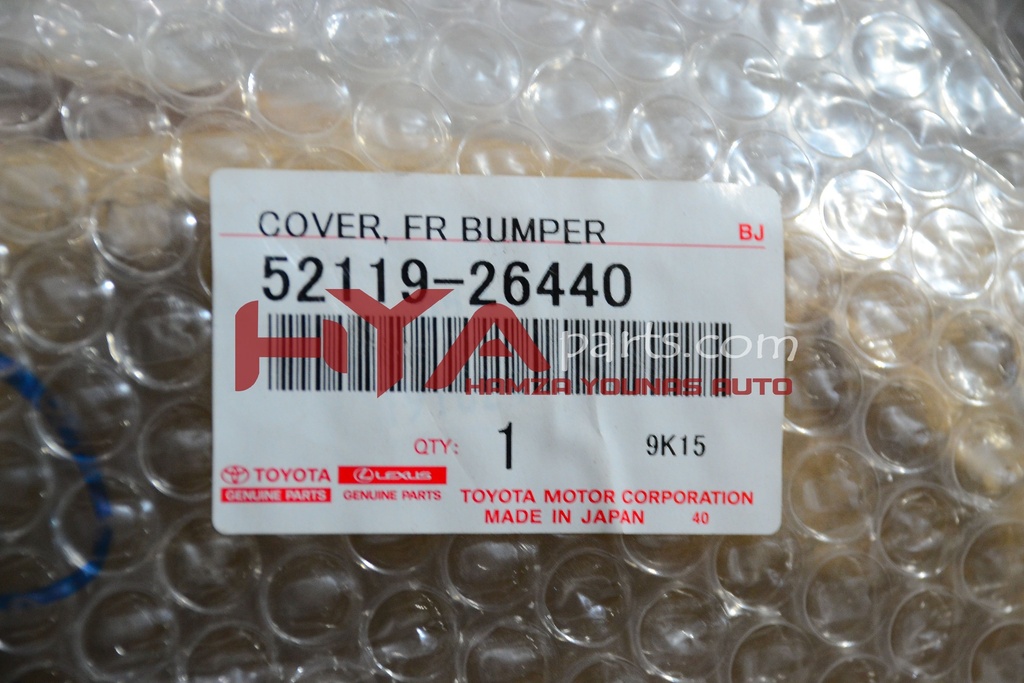 COVER, FR BUMPER
BJ
52119-26440
HYA parts.com
HAMZA YOUNAS AUTO
QTY: 1 9K15
TOYOTA LEXUS
GENUINE PARTS GENUINE PARTS
TOYOTA MOTOR CORPORATION
MADE IN JAPAN 40